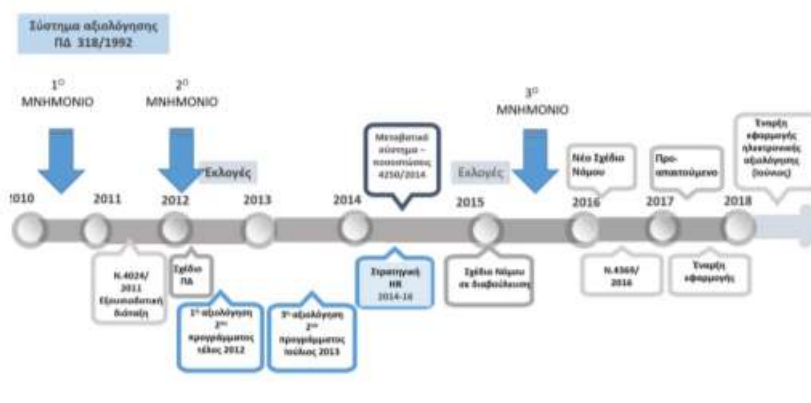 Σύστημα αξιολόγησης
ΠΔ 318/1992
1Ο
ΜΝΗΜΟΝΙΟ
2Ο
ΜΝΗΜΟΝΙΟ
3Ο
ΜΝΗΜΟΝΙΟ
Εκλογές
Μεταβατικό
σύστημα –
ποσοστώσεις
4250/2014
Εκλογές
Νέο Σχέδιο
Νόμου
Προ-
απαιτούμενο
Έναρξη
εφαρμογής
ηλεκτρονικής
αξιολόγησης
(Ιούνιος)
2010
2011
2012
2013
2014
2015
2016
2017
2018
Ν.4024/
2011
Εξουσιοδοτική
διάταξη
Σχέδιο
ΠΔ
1η αξιολόγηση
2ου
προγράμματος
τέλος 2012
3η αξιολόγηση
2ου
προγράμματος
Ιούλιος 2013
Στρατηγική
HR
2014-16
Σχέδιο Νόμου
σε διαβούλευση
Ν.4369/
2016
Έναρξη
εφαρμογής